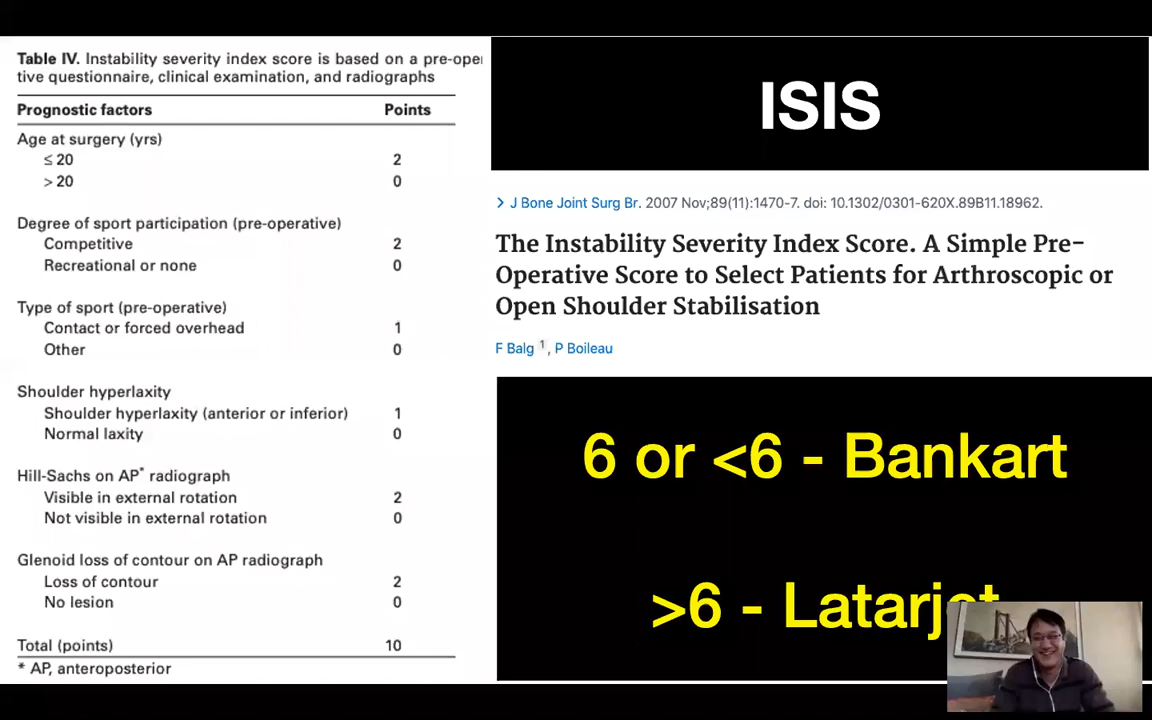 Table IV. Instability severity index score is based on a pre-oper
tive questionnaire, clinical examination, and radiographs
Prognostic factors Points
Age at surgery (yrs)
≤ 20 2
> 20 0
Degree of sport participation (pre-operative)
Competitive 2
Recreational or none 0
Type of sport (pre-operative)
Contact or forced overhead 1
Other 0
Shoulder hyperlaxity
Shoulder hyperlaxity (anterior or inferior) 1
Normal laxity 0
Hill-Sachs on AP* radiograph
Visible in external rotation 2
Not visible in external rotation 0
Glenoid loss of contour on AP radiograph
Loss of contour 2
No lesion 0
Total (points) 10
* AP, anteroposterior
ISIS
> J Bone Joint Surg Br. 2007 Nov;89(11):1470-7. doi: 10.1302/0301-620X.89B11.18962.
The Instability Severity Index Score. A Simple Pre-
Operative Score to Select Patients for Arthroscopic or
Open Shoulder Stabilisation
F Balg 1, P Boileau
6 or <6 - Bankart
>6 - Latarjet